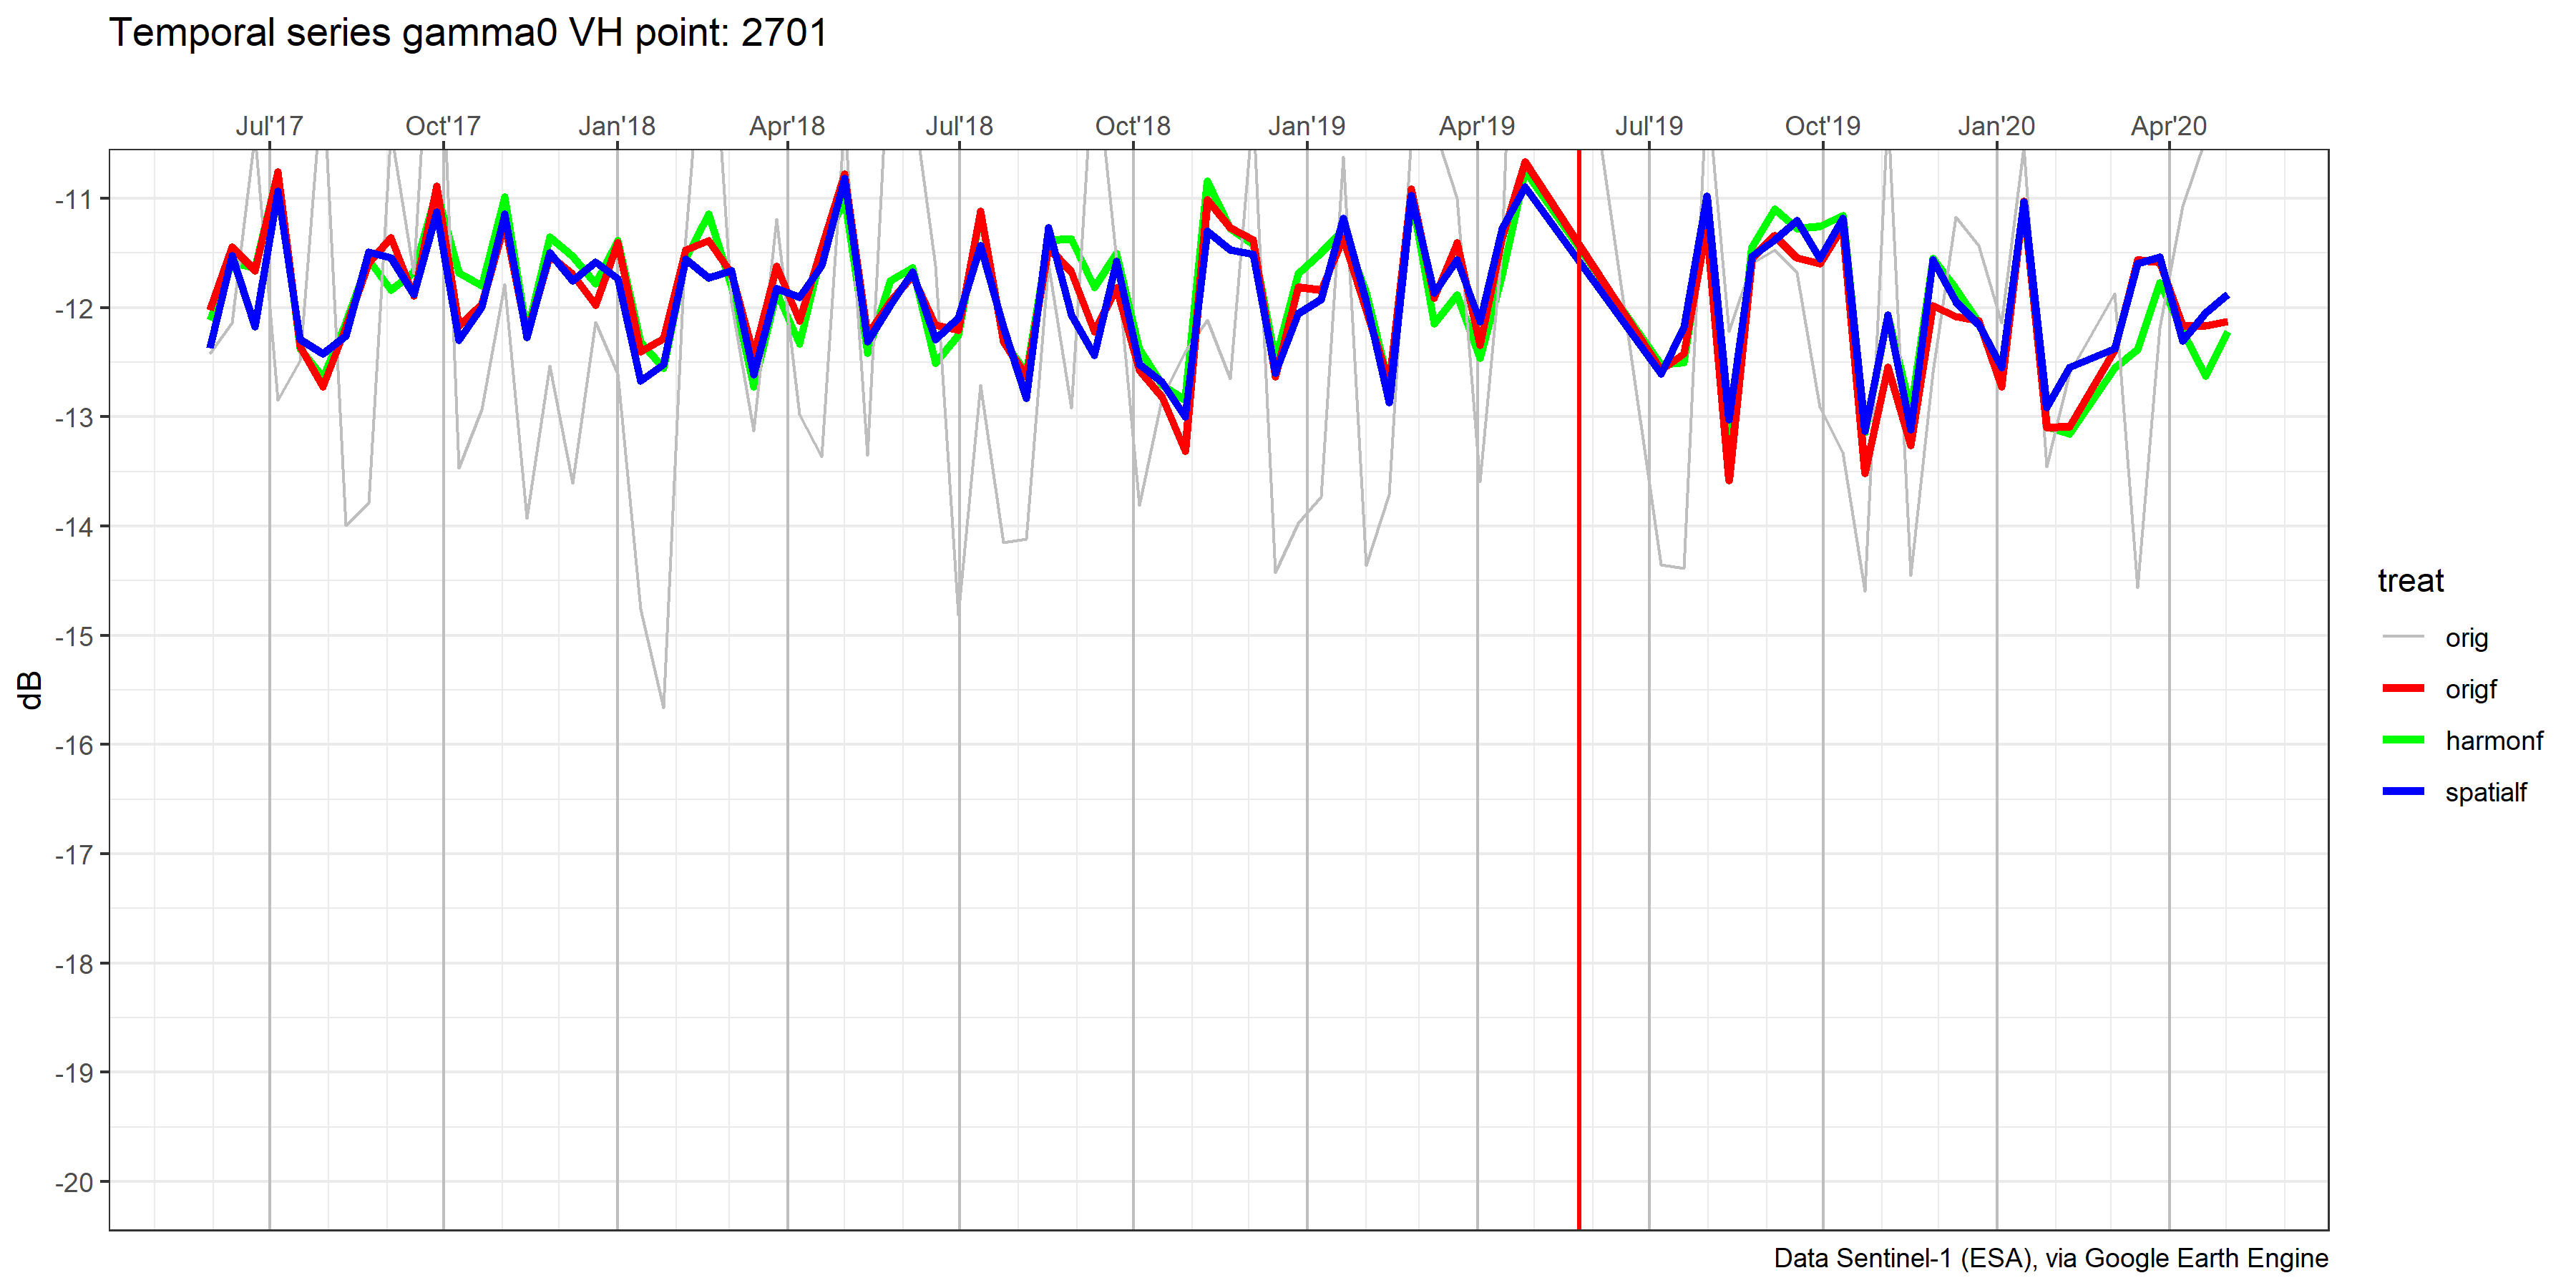 Temporal series gamma0 VH point: 2701
Jul'17 Oct'17 Jan'18 Apr'18 Jul'18 Oct'18 Jan'19 Apr'19 Jul'19 Oct'19 Jan'20 Apr'20
-11
-12
-13
-14
-15
-16
-17
-18
-19
-20
dB
treat
orig
origf
harmonf
spatialf
Data Sentinel-1 (ESA), via Google Earth Engine